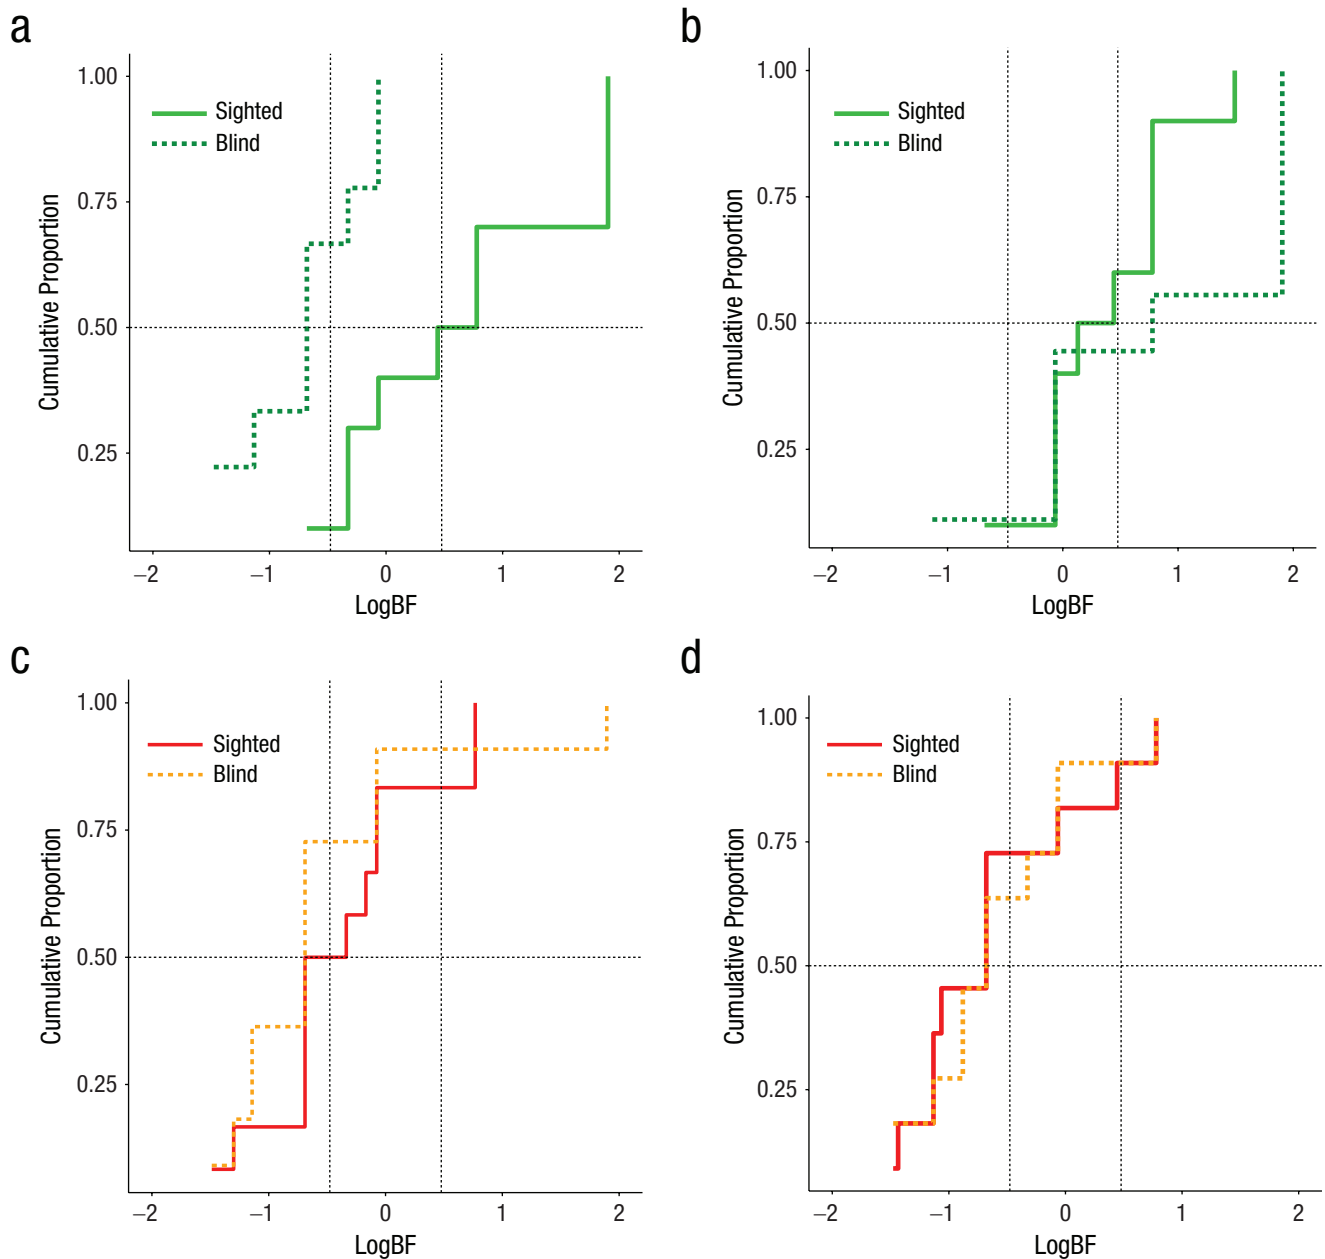 a
1.00
0.75
0.50
0.25
Cumulative Proportion
Sighted
Blind
−2 −1 0 1 2
LogBF
b
1.00
0.75
0.50
0.25
Cumulative Proportion
Sighted
Blind
−2 −1 0 1 2
LogBF
c
1.00
0.75
0.50
0.25
Cumulative Proportion
Sighted
Blind
−2 −1 0 1 2
LogBF
d
1.00
0.75
0.50
0.25
Cumulative Proportion
Sighted
Blind
−2 −1 0 1 2
LogBF